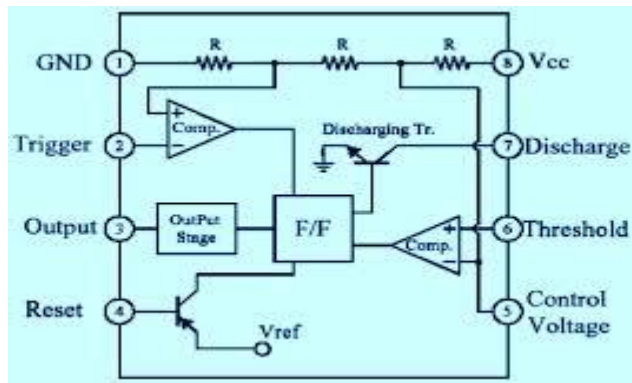 GND 1 R R R 8 Vcc
+
Comp.
-
Trigger 2
Discharging Tr.
7 Discharge
Output 3
OutPut
Stage
F/F
+
Comp.
-
6 Threshold
Reset 4
Vref
5 Control
Voltage